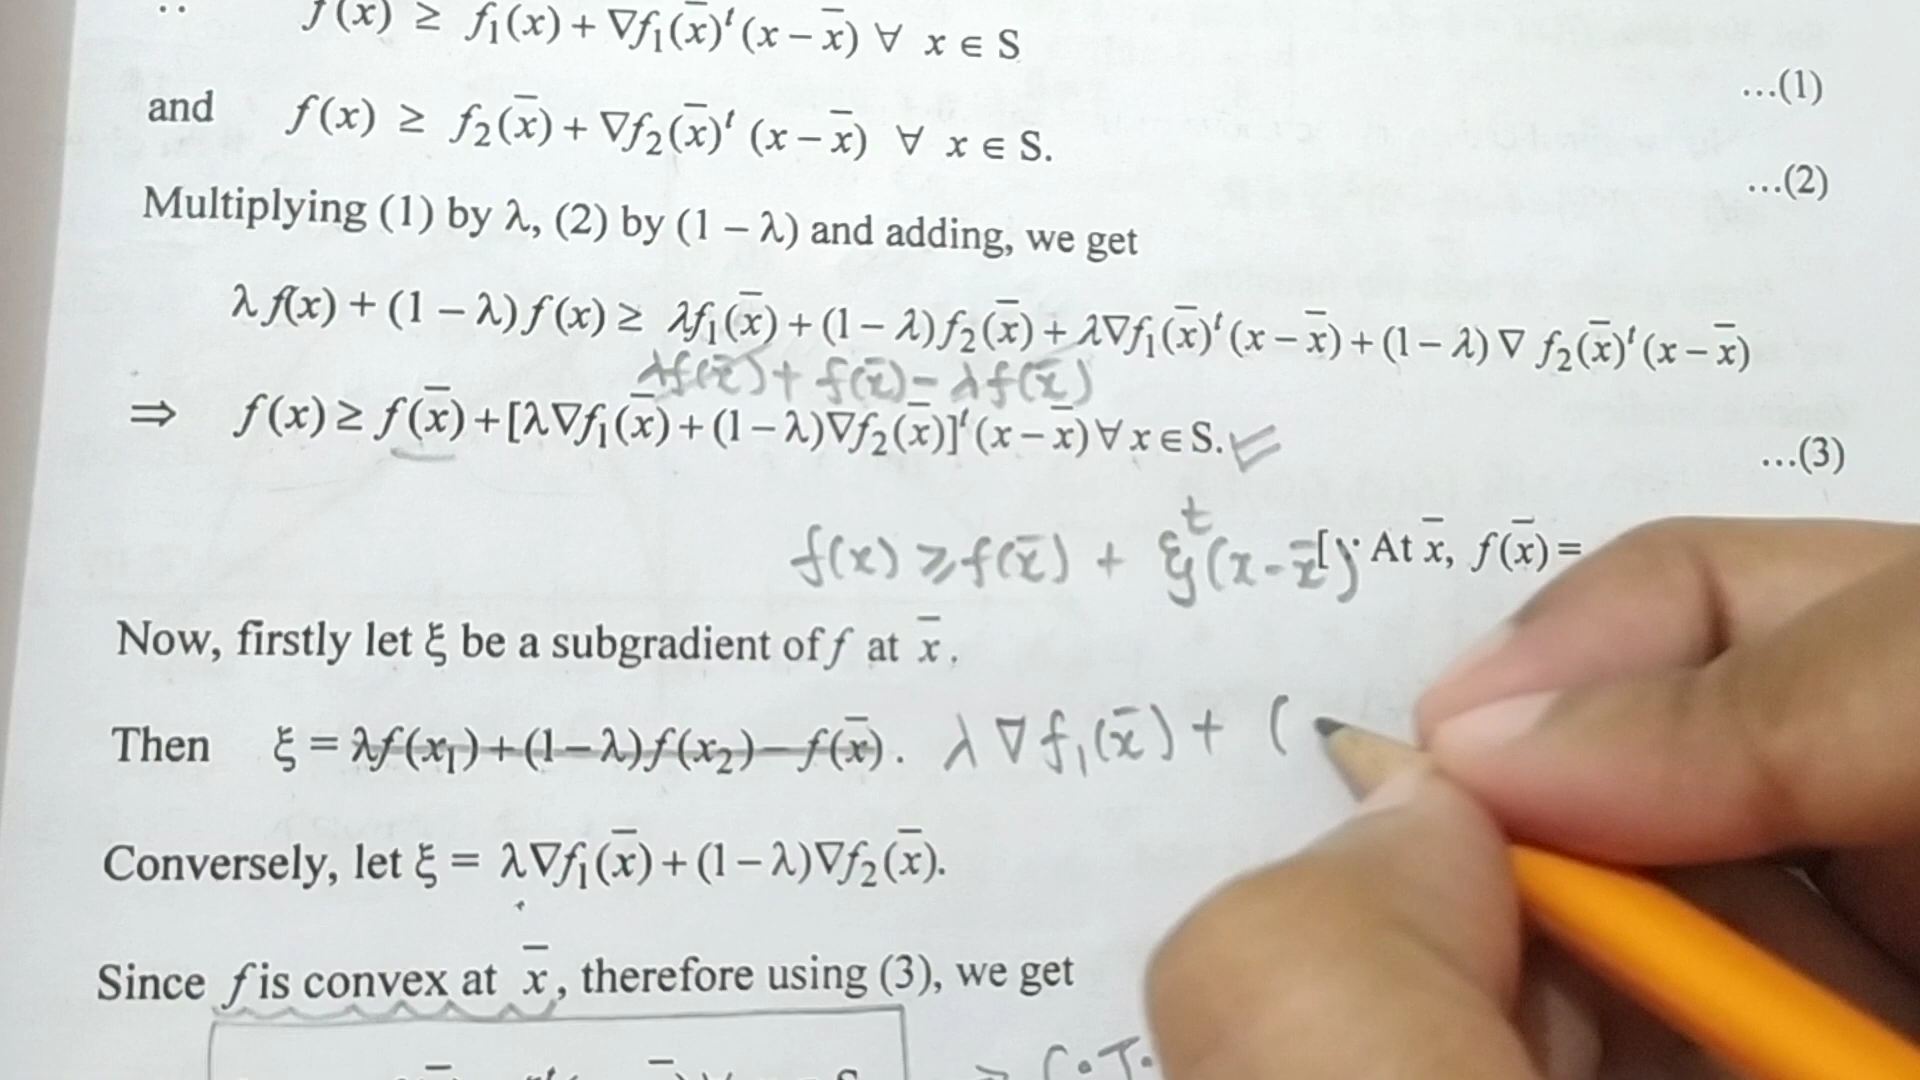 ∴ f(x) ≥ f₁(x) + ∇f₁(x̄)ᵗ (x − x̄) ∀ x ∈ S
...(1)
and f(x) ≥ f₂(x̄) + ∇f₂(x̄)ᵗ (x − x̄) ∀ x ∈ S.
...(2)
Multiplying (1) by λ, (2) by (1 − λ) and adding, we get
λ f(x) + (1 − λ) f(x) ≥ λf₁(x̄) + (1 − λ) f₂(x̄) + λ∇f₁(x̄)ᵗ (x − x̄) + (1 − λ) ∇ f₂(x̄)ᵗ (x − x̄)
λf(x̄) + f(x̄) − λf(x̄)
⇒ f(x) ≥ f(x̄) + [λ∇f₁(x̄) + (1 − λ)∇f₂(x̄)]ᵗ (x − x̄) ∀ x ∈ S.
...(3)
f(x) ≥ f(x̄) + ξᵗ(x − x̄) [∵ At x̄, f(x̄) =
Now, firstly let ξ be a subgradient of f at x̄.
Then ξ = λf(x₁) + (1 − λ)f(x₂) − f(x̄). λ∇f₁(x̄) + (
Conversely, let ξ = λ∇f₁(x̄) + (1 − λ)∇f₂(x̄).
Since f is convex at x̄, therefore using (3), we get